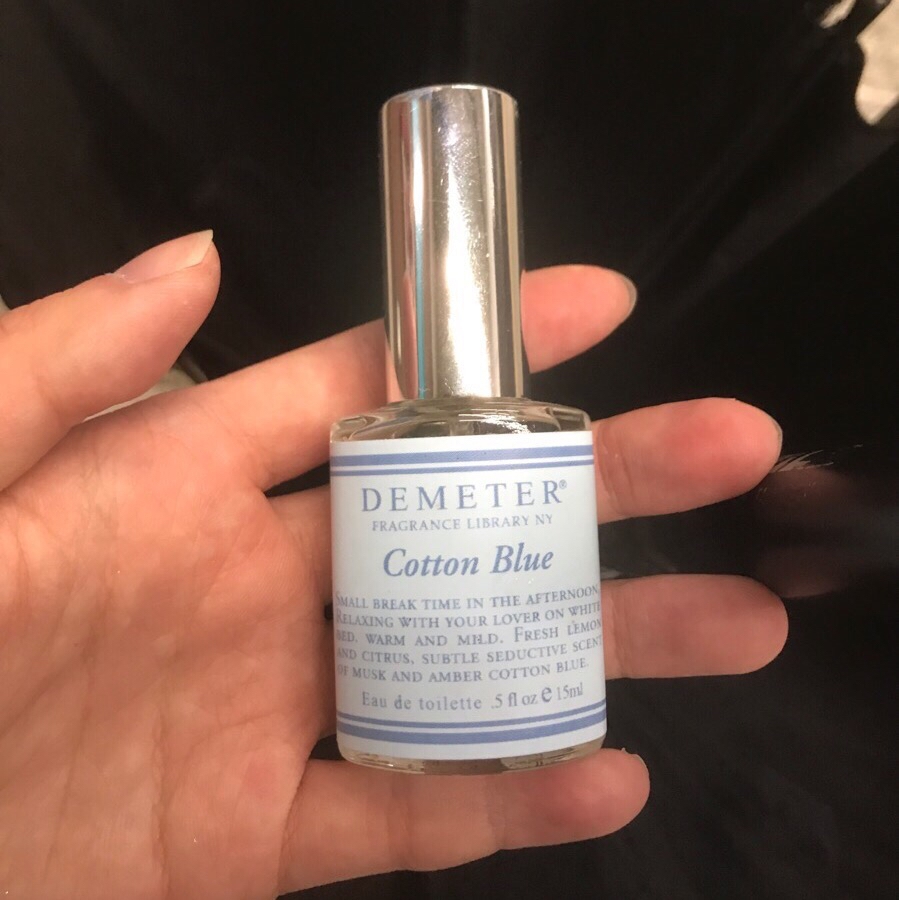 DEMETER®
FRAGRANCE LIBRARY NY
Cotton Blue
SMALL BREAK TIME IN THE AFTERNOON,
RELAXING WITH YOUR LOVER ON WHITE
BED, WARM AND MILD. FRESH LEMON
AND CITRUS, SUBTLE SEDUCTIVE SCENT
OF MUSK AND AMBER COTTON BLUE.
Eau de toilette .5 fl oz e 15ml